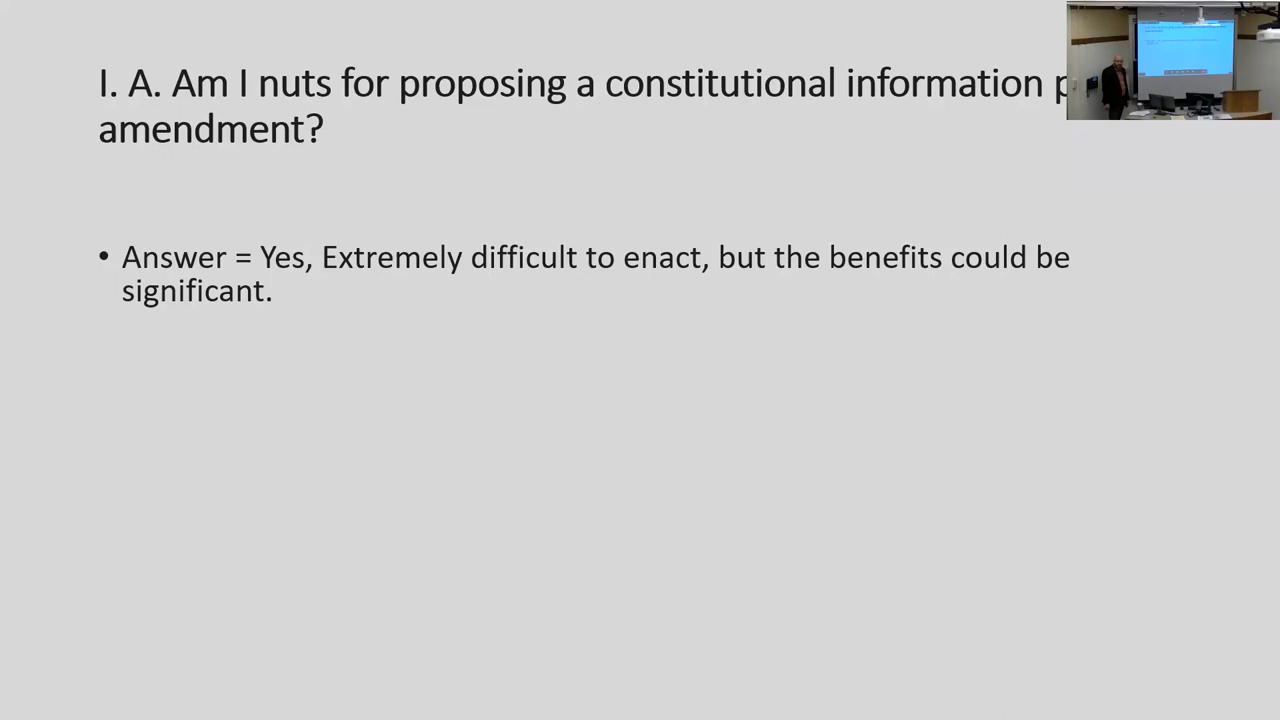 I. A. Am I nuts for proposing a constitutional information
amendment?
• Answer = Yes, Extremely difficult to enact, but the benefits could be
significant.